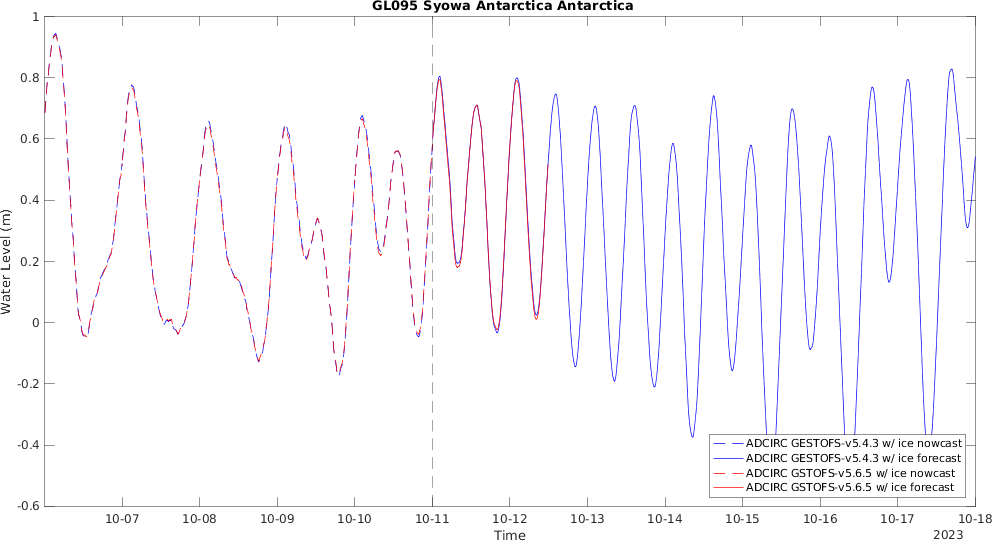 GL095 Syowa Antarctica Antarctica
1
0.8
0.6
0.4
0.2
0
-0.2
-0.4
-0.6
Water Level (m)
10-07 10-08 10-09 10-10 10-11 10-12 10-13 10-14 10-15 10-16 10-17 10-18
Time
2023
ADCIRC GESTOFS-v5.4.3 w/ ice nowcast
ADCIRC GESTOFS-v5.4.3 w/ ice forecast
ADCIRC GSTOFS-v5.6.5 w/ ice nowcast
ADCIRC GSTOFS-v5.6.5 w/ ice forecast